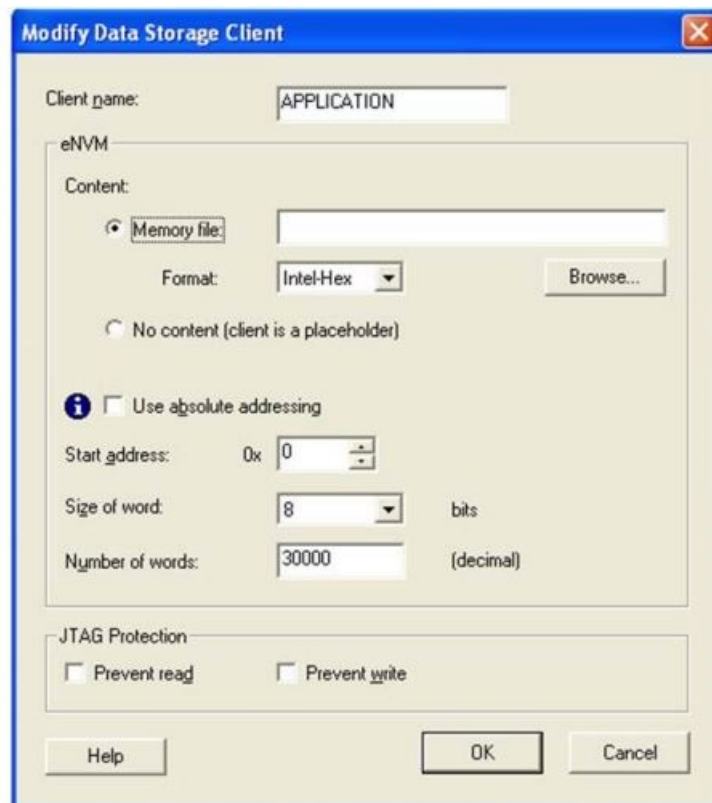 Modify Data Storage Client
Client name: APPLICATION
eNVM
Content:
Memory file:
Format: Intel-Hex Browse...
No content (client is a placeholder)
Use absolute addressing
Start address: 0x 0
Size of word: 8 bits
Number of words: 30000 (decimal)
JTAG Protection
Prevent read Prevent write
Help OK Cancel